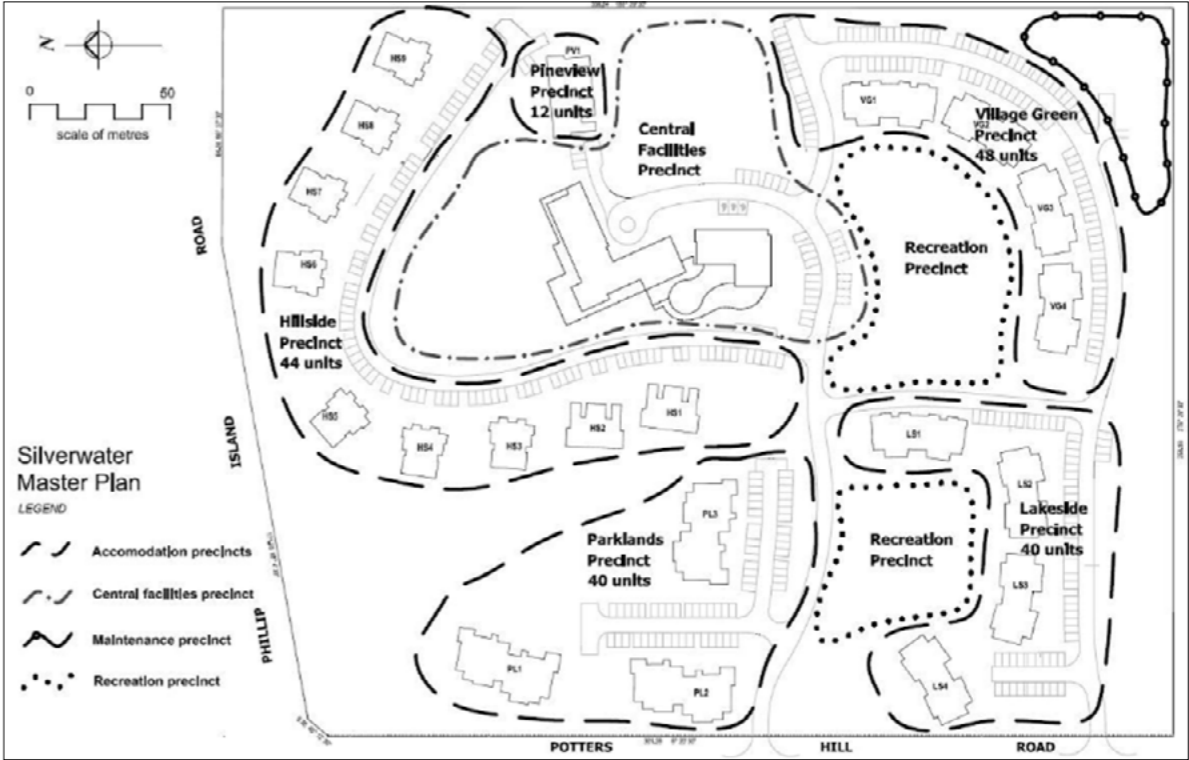 N
0 50
scale of metres
HS9
HS8
HS7
HS6
HS5
HS4
HS3
HS2
HS1
Hillside
Precinct
44 units
PV1
Pineview
Precinct
12 units
Central
Facilities
Precinct
VG1
VG2
VG3
VG4
Village Green
Precinct
48 units
Recreation
Precinct
LS1
LS2
LS3
LS4
Lakeside
Precinct
40 units
Recreation
Precinct
PL3
PL1
PL2
Parklands
Precinct
40 units
Silverwater
Master Plan
LEGEND
Accomodation precincts
Central facilities precinct
Maintenance precinct
Recreation precinct
PHILLIP ISLAND ROAD
POTTERS HILL ROAD